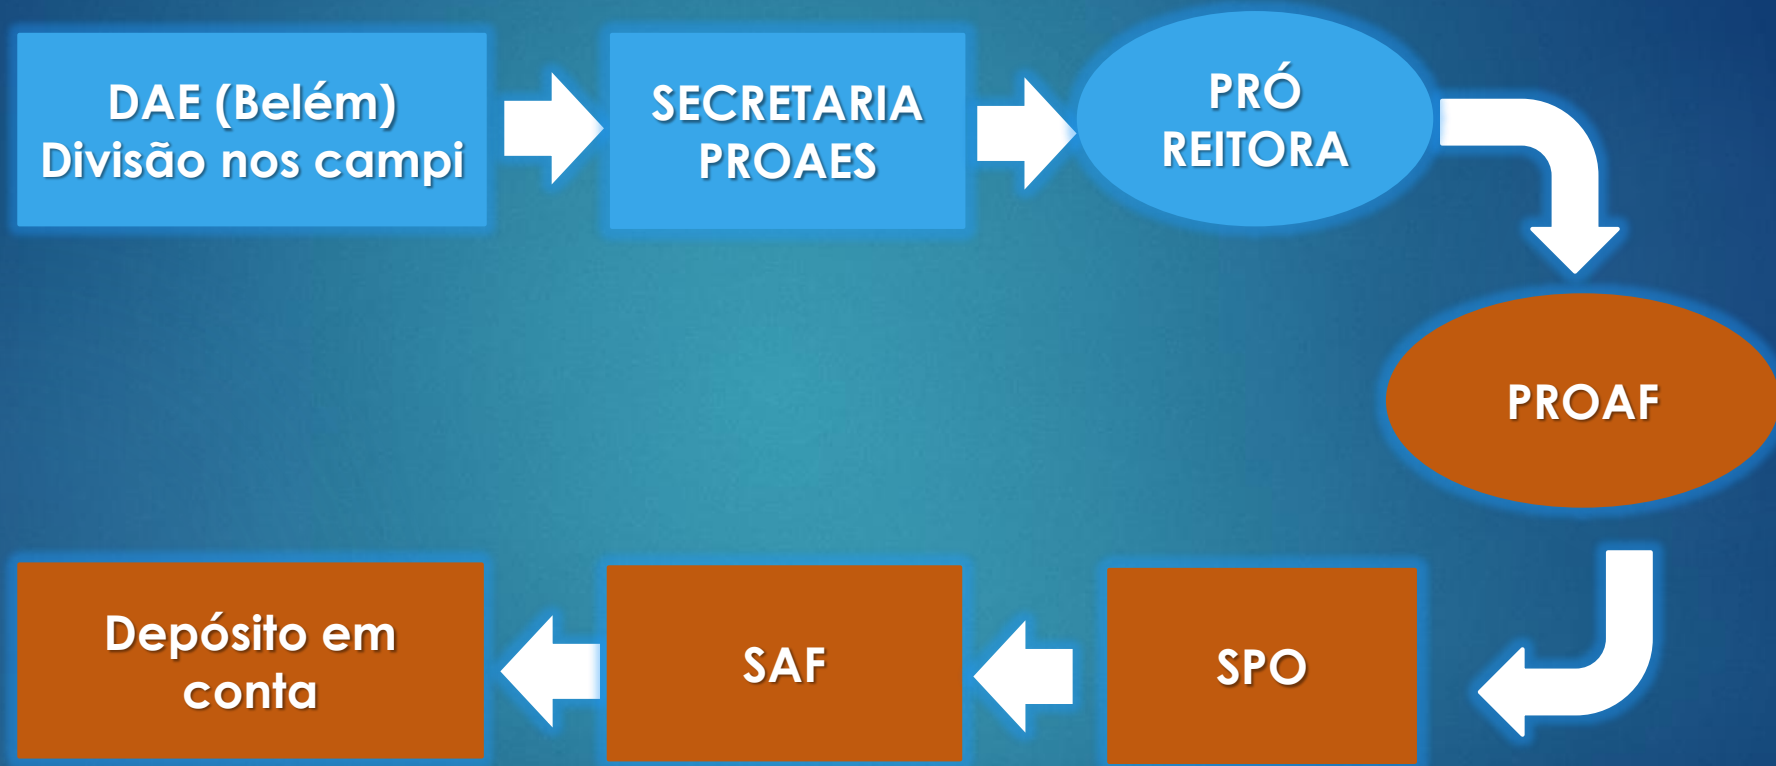 DAE (Belém)
Divisão nos campi
SECRETARIA
PROAES
PRÓ
REITORA
PROAF
SPO
SAF
Depósito em
conta